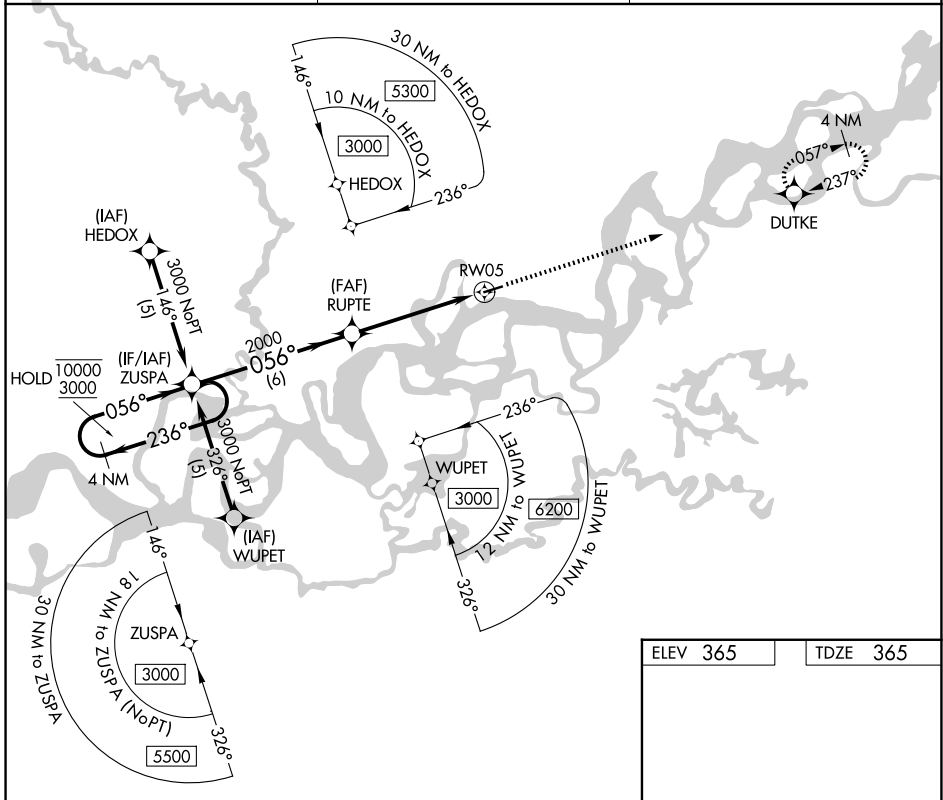 30 NM to HEDOX
5300
146°
10 NM to HEDOX
3000
HEDOX
236°
4 NM
057°
237°
DUTKE
(IAF)
HEDOX
3000 NoPT
146°
(5)
RW05
(FAF)
RUPTE
2000
056°
(6)
(IF/IAF)
ZUSPA
HOLD
10000
3000
056°
236°
4 NM
3000 NoPT
326°
(5)
(IAF)
WUPET
236°
WUPET
3000
12 NM to WUPET
6200
30 NM to WUPET
326°
146°
18 NM to ZUSPA (NoPT)
30 NM to ZUSPA
ZUSPA
3000
5500
326°
ELEV 365
TDZE 365